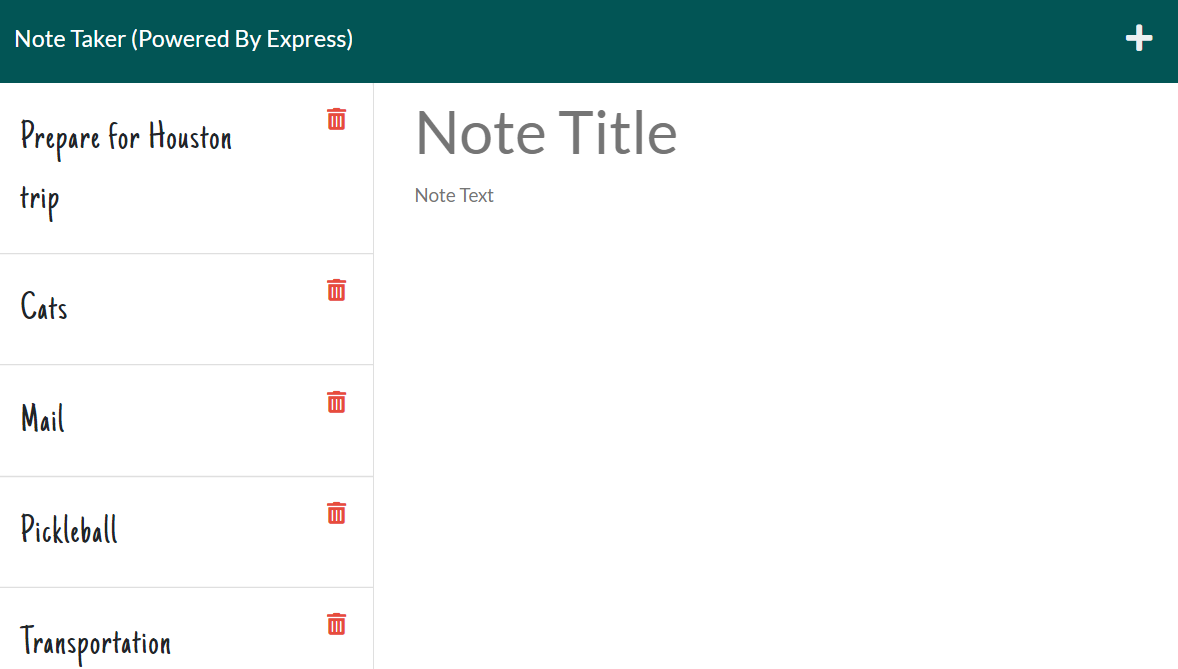 Note Taker (Powered By Express)
Prepare for Houston
trip
Cats
Mail
Pickleball
Transportation
Note Title
Note Text